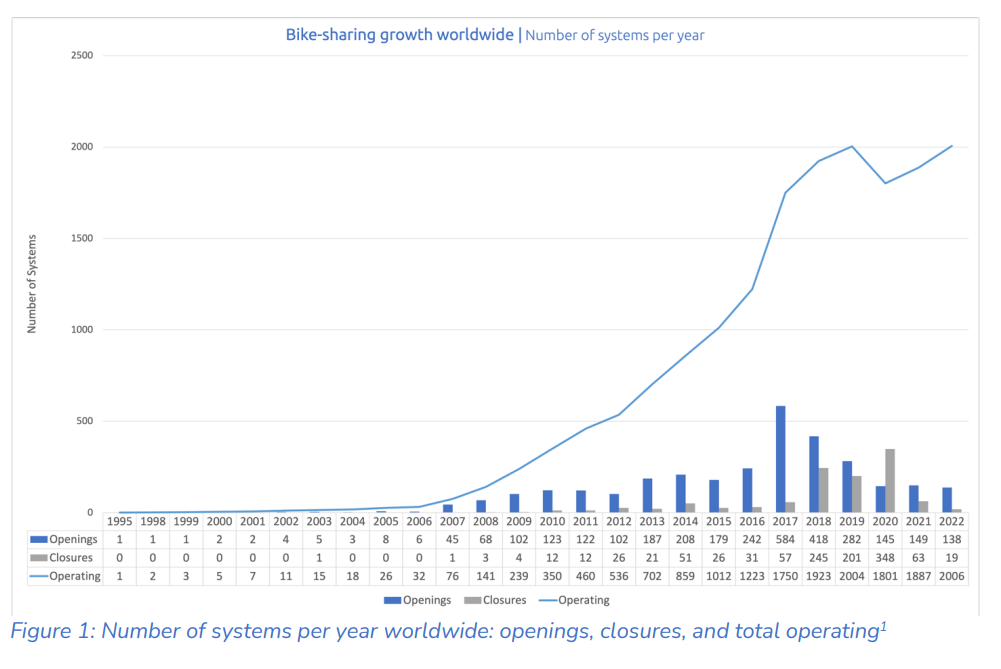 Bike-sharing growth worldwide | Number of systems per year
2500
2000
1500
1000
500
0
Number of Systems
1995 1998 1999 2000 2001 2002 2003 2004 2005 2006 2007 2008 2009 2010 2011 2012 2013 2014 2015 2016 2017 2018 2019 2020 2021 2022
Openings 1 1 1 2 2 4 5 3 8 6 45 68 102 123 122 102 187 208 179 242 584 418 282 145 149 138
Closures 0 0 0 0 0 0 1 0 0 0 1 3 4 12 12 26 21 51 26 31 57 245 201 348 63 19
Operating 1 2 3 5 7 11 15 18 26 32 76 141 239 350 460 536 702 859 1012 1223 1750 1923 2004 1801 1887 2006
Openings Closures Operating
Figure 1: Number of systems per year worldwide: openings, closures, and total operating¹